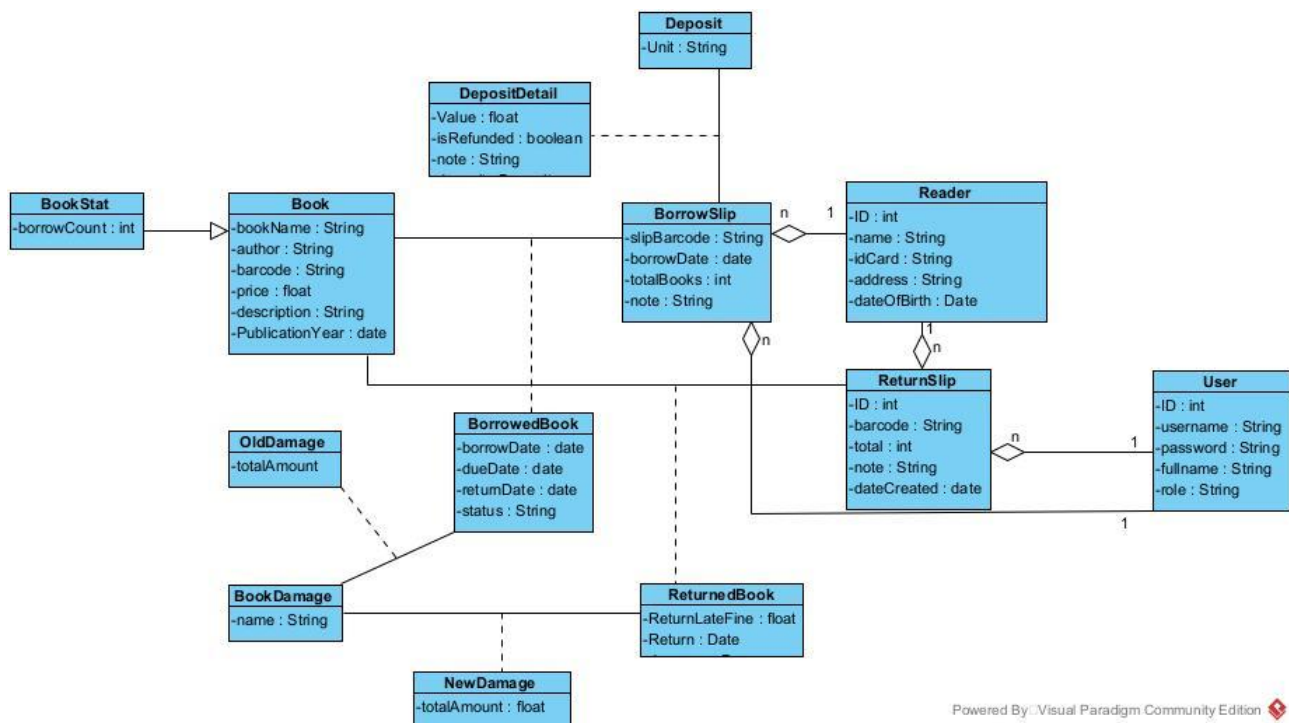 Deposit
-Unit : String
DepositDetail
-Value : float
-isRefunded : boolean
-note : String
BookStat
-borrowCount : int
Book
-bookName : String
-author : String
-barcode : String
-price : float
-description : String
-PublicationYear : date
BorrowSlip
-slipBarcode : String
-borrowDate : date
-totalBooks : int
-note : String
n
1
Reader
-ID : int
-name : String
-idCard : String
-address : String
-dateOfBirth : Date
n
1
n
ReturnSlip
-ID : int
-barcode : String
-total : int
-note : String
-dateCreated : date
n
1
User
-ID : int
-username : String
-password : String
-fullname : String
-role : String
1
OldDamage
-totalAmount
BorrowedBook
-borrowDate : date
-dueDate : date
-returnDate : date
-status : String
BookDamage
-name : String
ReturnedBook
-ReturnLateFine : float
-Return : Date
NewDamage
-totalAmount : float
Powered By Visual Paradigm Community Edition